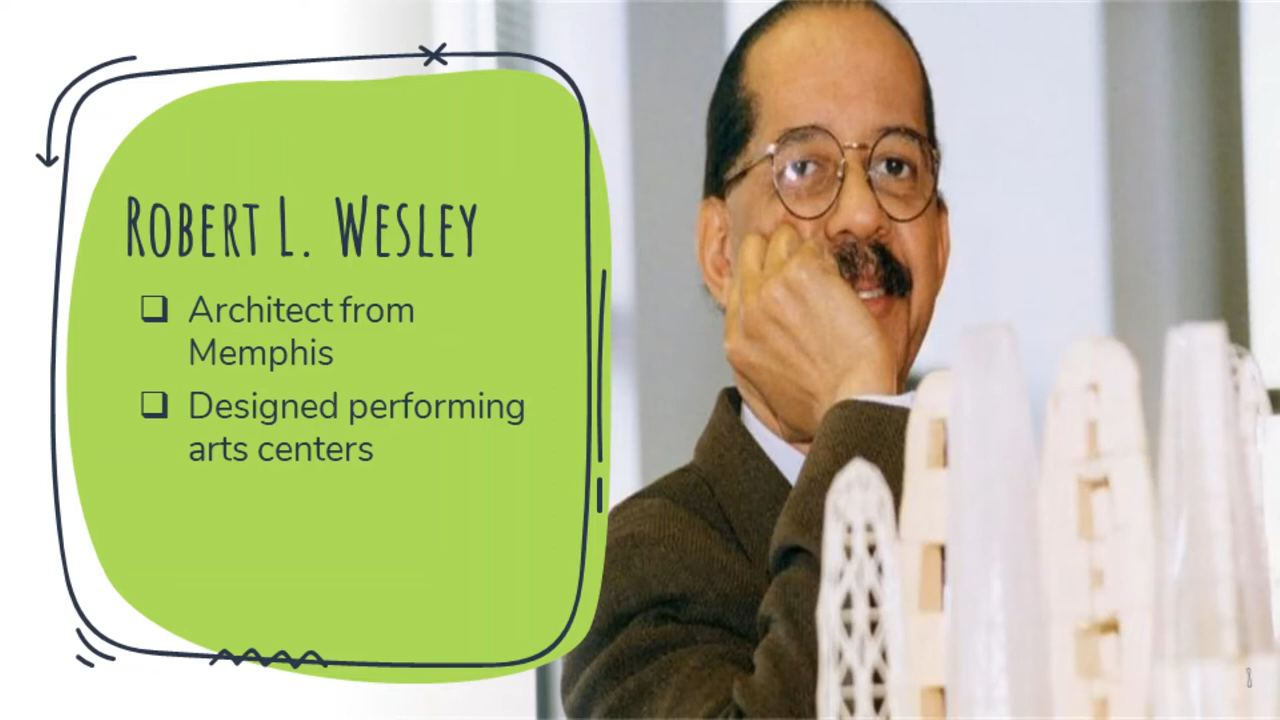 Robert L. Wesley
❑ Architect from
Memphis
❑ Designed performing
arts centers